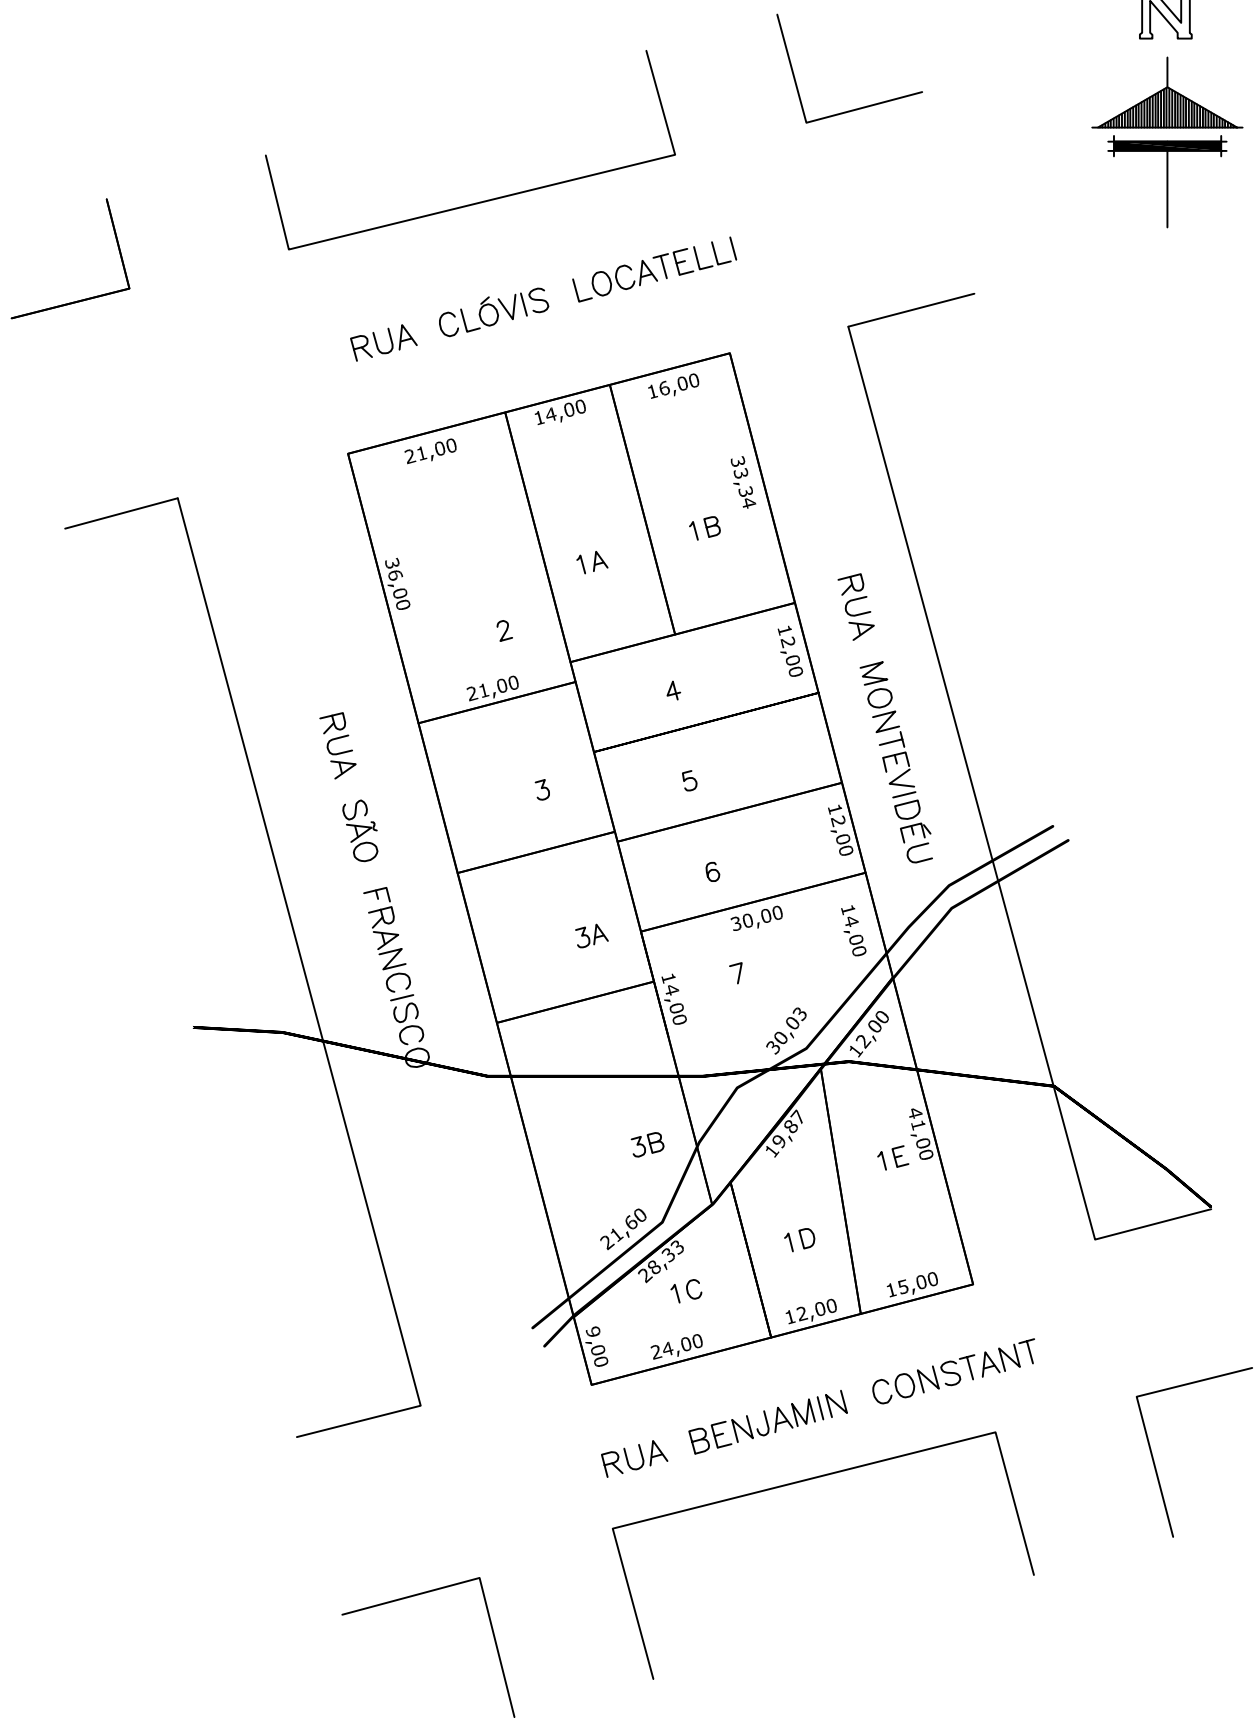 N
RUA CLÓVIS LOCATELLI
21,00
14,00
16,00
33,34
36,00
1A
1B
2
21,00
12,00
4
RUA MONTEVIDÉU
RUA SÃO FRANCISCO
3
5
12,00
6
3A
30,00
14,00
7
14,00
30,03
12,00
3B
19,87
41,00
1E
21,60
28,33
1D
1C
9,00
24,00
12,00
15,00
RUA BENJAMIN CONSTANT